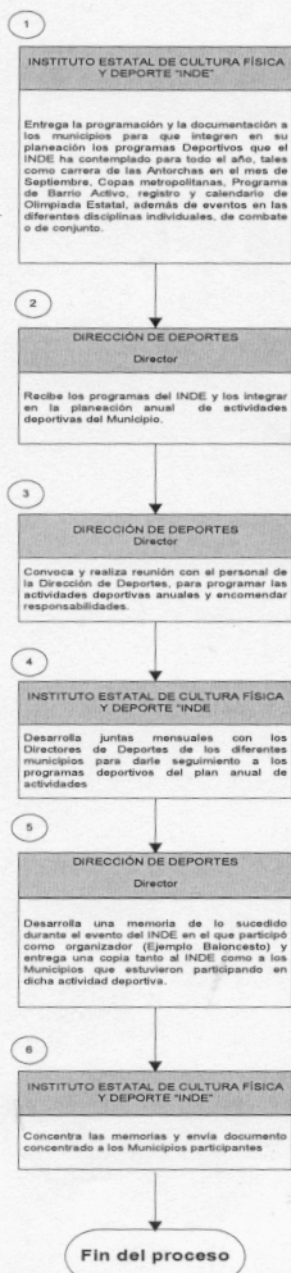 1
INSTITUTO ESTATAL DE CULTURA FÍSICA
Y DEPORTE "INDE"
Entrega la programación y la documentación a
los municipios para que integren en su
planeación los programas Deportivos que el
INDE ha contemplado para todo el año, tales
como carrera de las Antorchas en el mes de
Septiembre, Copas metropolitanas, Programa
de Barrio Activo, registro y calendario de
Olimpiada Estatal, además de eventos en las
diferentes disciplinas individuales, de combate
o de conjunto.
2
DIRECCIÓN DE DEPORTES
Director
Recibe los programas del INDE y los integrar
en la planeación anual de actividades
deportivas del Municipio.
3
DIRECCIÓN DE DEPORTES
Director
Convoca y realiza reunión con el personal de
la Dirección de Deportes, para programar las
actividades deportivas anuales y encomendar
responsabilidades.
4
INSTITUTO ESTATAL DE CULTURA FÍSICA
Y DEPORTE "INDE
Desarrolla juntas mensuales con los
Directores de Deportes de los diferentes
municipios para darle seguimiento a los
programas deportivos del plan anual de
actividades
5
DIRECCIÓN DE DEPORTES
Director
Desarrolla una memoria de lo sucedido
durante el evento del INDE en el que participó
como organizador (Ejemplo Baloncesto) y
entrega una copia tanto al INDE como a los
Municipios que estuvieron participando en
dicha actividad deportiva.
6
INSTITUTO ESTATAL DE CULTURA FÍSICA
Y DEPORTE "INDE"
Concentra las memorias y envía documento
concentrado a los Municipios participantes
Fin del proceso